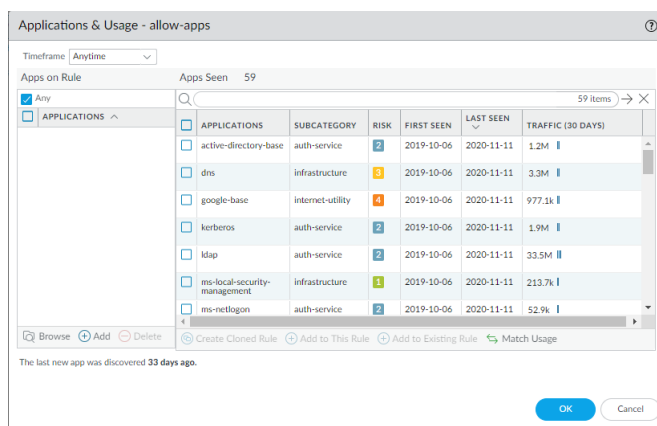 Applications & Usage - allow-apps
Timeframe Anytime
Apps on Rule
Apps Seen 59
Any
59 items
APPLICATIONS
APPLICATIONS SUBCATEGORY RISK FIRST SEEN LAST SEEN TRAFFIC (30 DAYS)
active-directory-base auth-service 2 2019-10-06 2020-11-11 1.2M
dns infrastructure 3 2019-10-06 2020-11-11 3.3M
google-base internet-utility 4 2019-10-06 2020-11-11 977.1k
kerberos auth-service 2 2019-10-06 2020-11-11 1.9M
ldap auth-service 2 2019-10-06 2020-11-11 33.5M
ms-local-security-
management infrastructure 1 2019-10-06 2020-11-11 213.7k
ms-netlogon auth-service 2 2019-10-06 2020-11-11 52.9k
Browse Add Delete
Create Cloned Rule Add to This Rule Add to Existing Rule Match Usage
The last new app was discovered 33 days ago.
OK Cancel